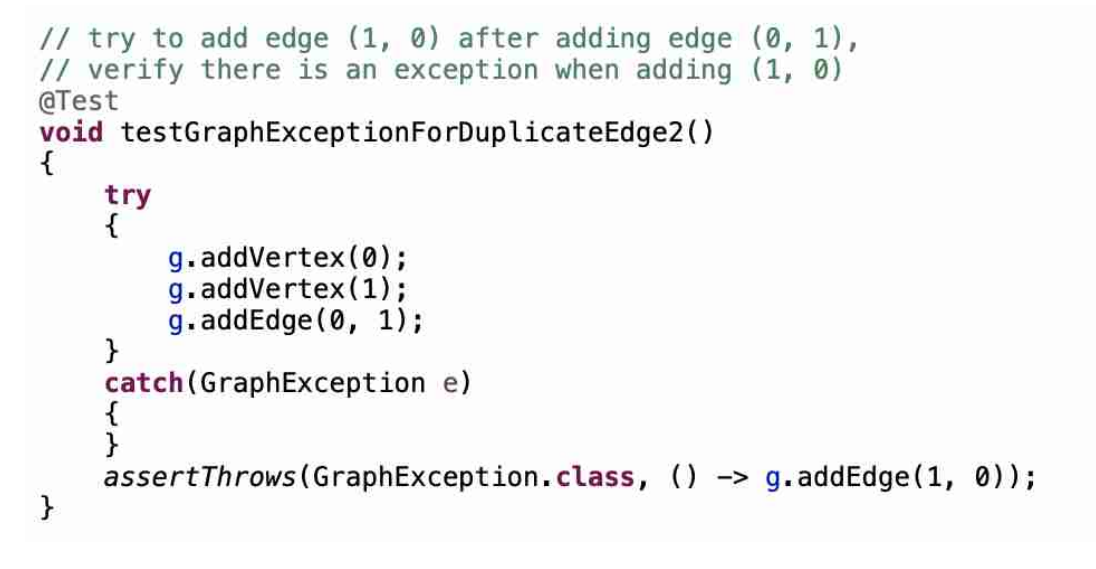 // try to add edge (1, 0) after adding edge (0, 1),
// verify there is an exception when adding (1, 0)
@Test
void testGraphExceptionForDuplicateEdge2()
{
    try
    {
        g.addVertex(0);
        g.addVertex(1);
        g.addEdge(0, 1);
    }
    catch(GraphException e)
    {
    }
    assertThrows(GraphException.class, () -> g.addEdge(1, 0));
}